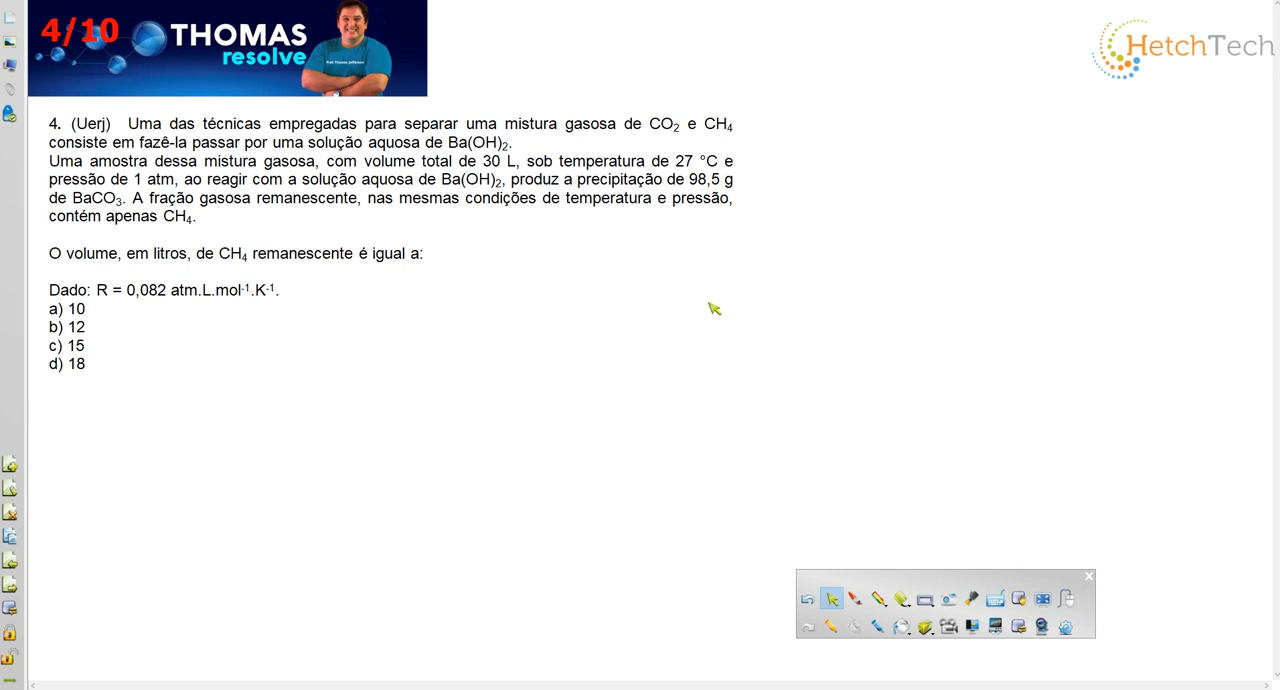 4/10
THOMAS
resolve
HetchTech
4. (Uerj) Uma das técnicas empregadas para separar uma mistura gasosa de CO₂ e CH₄
consiste em fazê-la passar por uma solução aquosa de Ba(OH)₂.
Uma amostra dessa mistura gasosa, com volume total de 30 L, sob temperatura de 27 °C e
pressão de 1 atm, ao reagir com a solução aquosa de Ba(OH)₂, produz a precipitação de 98,5 g
de BaCO₃. A fração gasosa remanescente, nas mesmas condições de temperatura e pressão,
contém apenas CH₄.
O volume, em litros, de CH₄ remanescente é igual a:
Dado: R = 0,082 atm.L.mol⁻¹.K⁻¹.
a) 10
b) 12
c) 15
d) 18